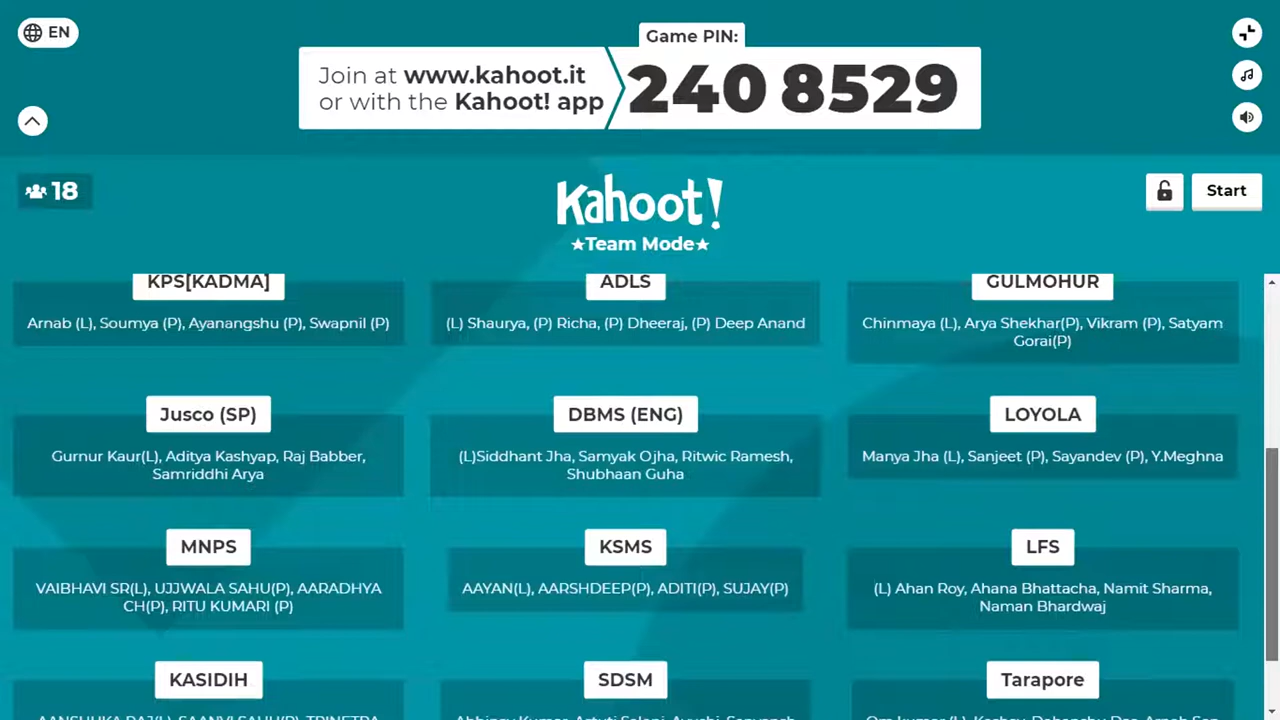 EN
Game PIN:
Join at www.kahoot.it
or with the Kahoot! app
240 8529
18
Kahoot!
Start
★Team Mode★
KPS[KADMA]
ADLS
GULMOHUR
Arnab (L), Soumya (P), Ayanangshu (P), Swapnil (P)
(L) Shaurya, (P) Richa, (P) Dheeraj, (P) Deep Anand
Chinmaya (L), Arya Shekhar(P), Vikram (P), Satyam
Gorai(P)
Jusco (SP)
DBMS (ENG)
LOYOLA
Gurnur Kaur(L), Aditya Kashyap, Raj Babber,
Samriddhi Arya
(L)Siddhant Jha, Samyak Ojha, Ritwic Ramesh,
Shubhaan Guha
Manya Jha (L), Sanjeet (P), Sayandev (P), Y.Meghna
MNPS
KSMS
LFS
VAIBHAVI SR(L), UJJWALA SAHU(P), AARADHYA
CH(P), RITU KUMARI (P)
AAYAN(L), AARSHDEEP(P), ADITI(P), SUJAY(P)
(L) Ahan Roy, Ahana Bhattacha, Namit Sharma,
Naman Bhardwaj
KASIDIH
SDSM
Tarapore